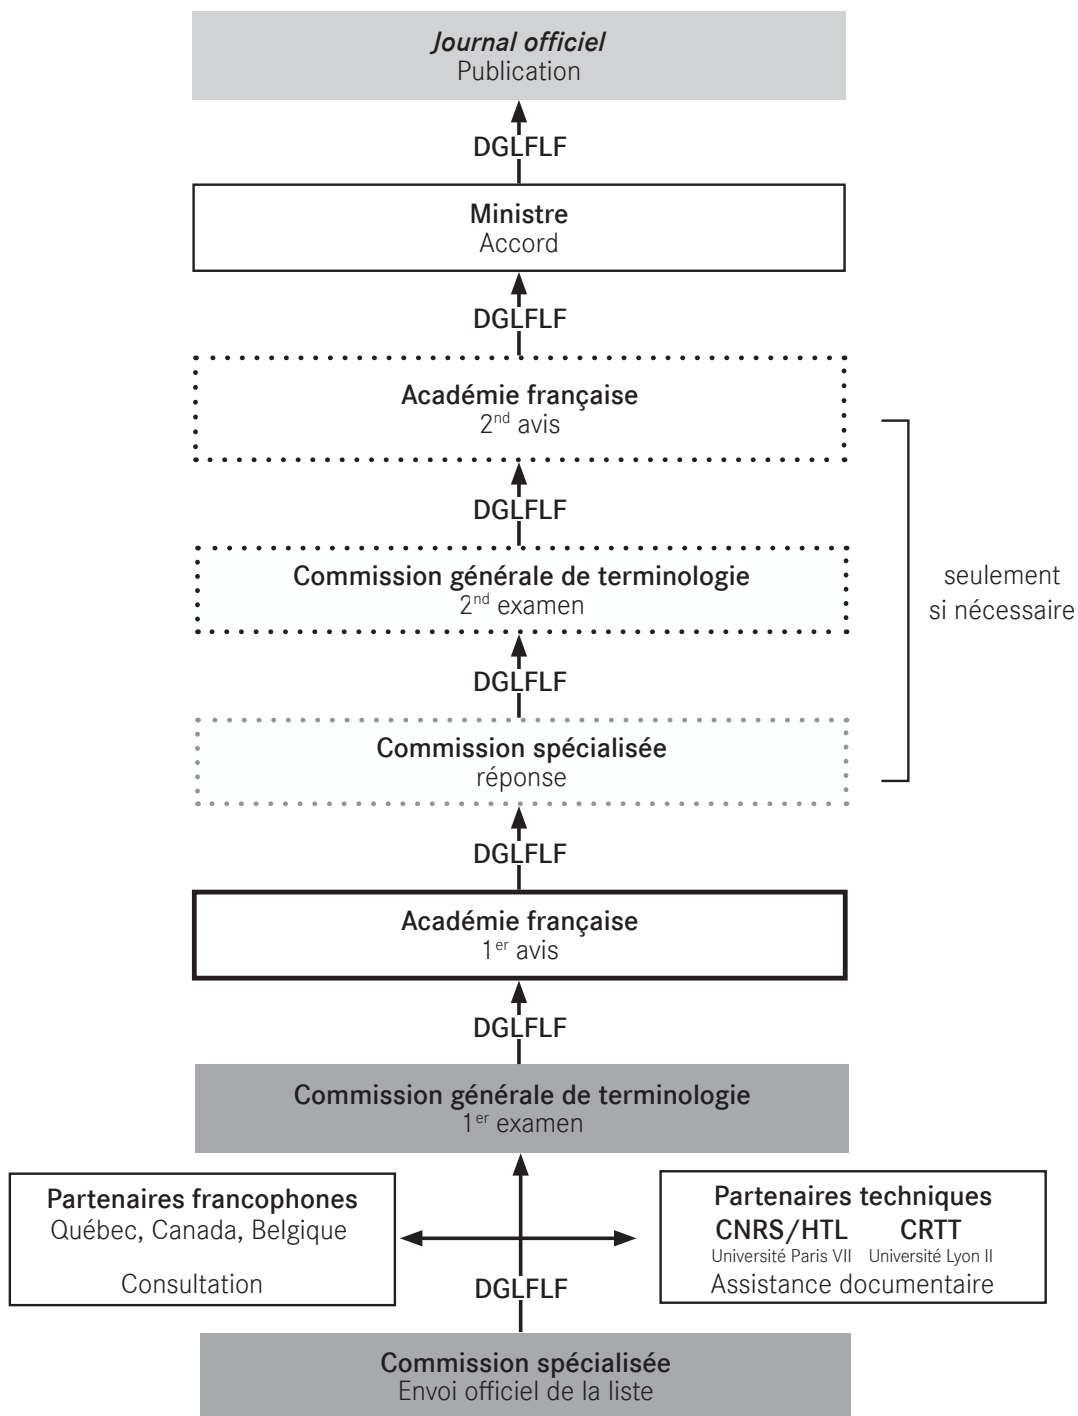 Journal officiel
Publication
DGLFLF
Ministre
Accord
DGLFLF
Académie française
2nd avis
DGLFLF
Commission générale de terminologie
2nd examen
seulement
si nécessaire
DGLFLF
Commission spécialisée
réponse
DGLFLF
Académie française
1er avis
DGLFLF
Commission générale de terminologie
1er examen
Partenaires francophones
Québec, Canada, Belgique
Consultation
Partenaires techniques
CNRS/HTL CRTT
Université Paris VII Université Lyon II
Assistance documentaire
DGLFLF
Commission spécialisée
Envoi officiel de la liste